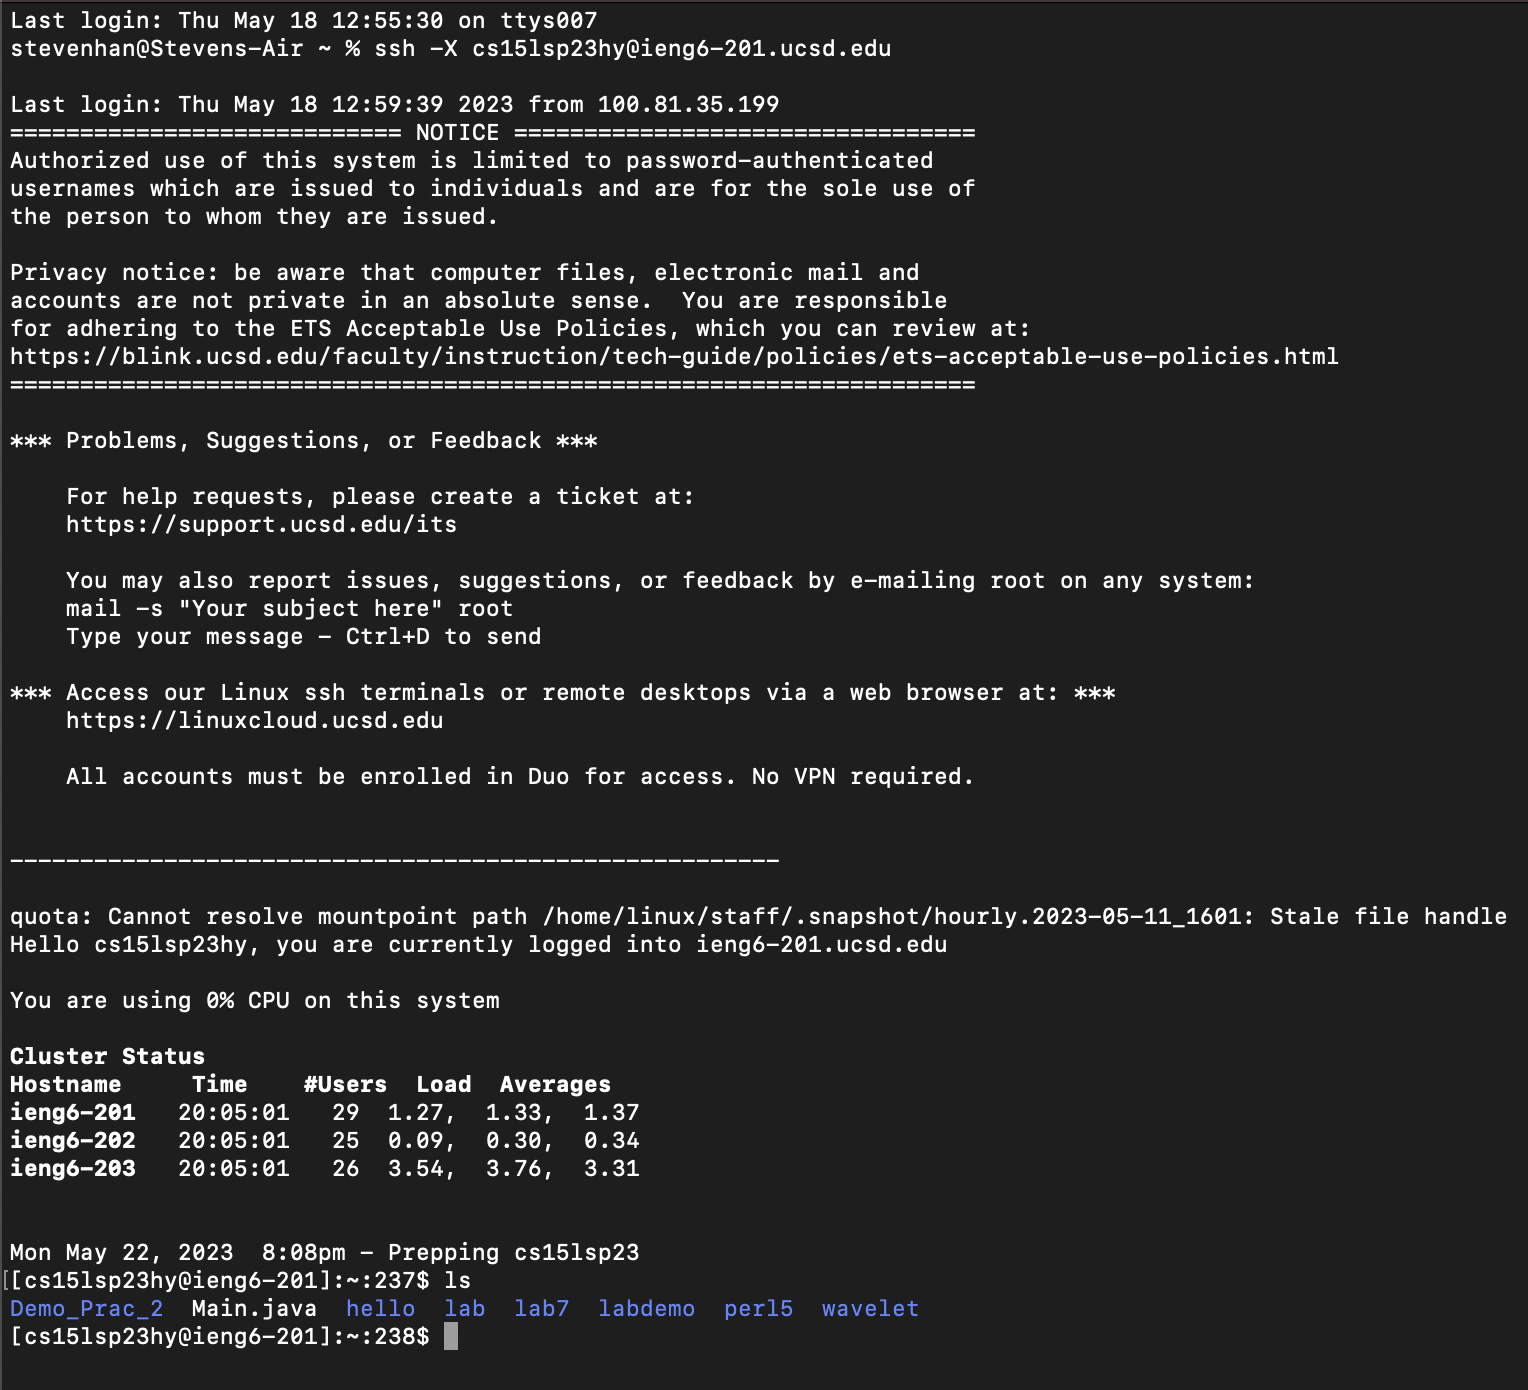 Last login: Thu May 18 12:55:30 on ttys007
stevenhan@Stevens-Air ~ % ssh -X cs15lsp23hy@ieng6-201.ucsd.edu
Last login: Thu May 18 12:59:39 2023 from 100.81.35.199
============================ NOTICE =================================
Authorized use of this system is limited to password-authenticated
usernames which are issued to individuals and are for the sole use of
the person to whom they are issued.
Privacy notice: be aware that computer files, electronic mail and
accounts are not private in an absolute sense.  You are responsible
for adhering to the ETS Acceptable Use Policies, which you can review at:
https://blink.ucsd.edu/faculty/instruction/tech-guide/policies/ets-acceptable-use-policies.html
=====================================================================
*** Problems, Suggestions, or Feedback ***
    For help requests, please create a ticket at:
    https://support.ucsd.edu/its
    You may also report issues, suggestions, or feedback by e-mailing root on any system:
    mail -s "Your subject here" root
    Type your message - Ctrl+D to send
*** Access our Linux ssh terminals or remote desktops via a web browser at: ***
    https://linuxcloud.ucsd.edu
    All accounts must be enrolled in Duo for access. No VPN required.
-------------------------------------------------------
quota: Cannot resolve mountpoint path /home/linux/staff/.snapshot/hourly.2023-05-11_1601: Stale file handle
Hello cs15lsp23hy, you are currently logged into ieng6-201.ucsd.edu
You are using 0% CPU on this system
Cluster Status
Hostname     Time    #Users  Load  Averages
ieng6-201   20:05:01   29  1.27,  1.33,  1.37
ieng6-202   20:05:01   25  0.09,  0.30,  0.34
ieng6-203   20:05:01   26  3.54,  3.76,  3.31
Mon May 22, 2023  8:08pm - Prepping cs15lsp23
[[cs15lsp23hy@ieng6-201]:~:237$ ls
Demo_Prac_2  Main.java  hello  lab  lab7  labdemo  perl5  wavelet
[cs15lsp23hy@ieng6-201]:~:238$